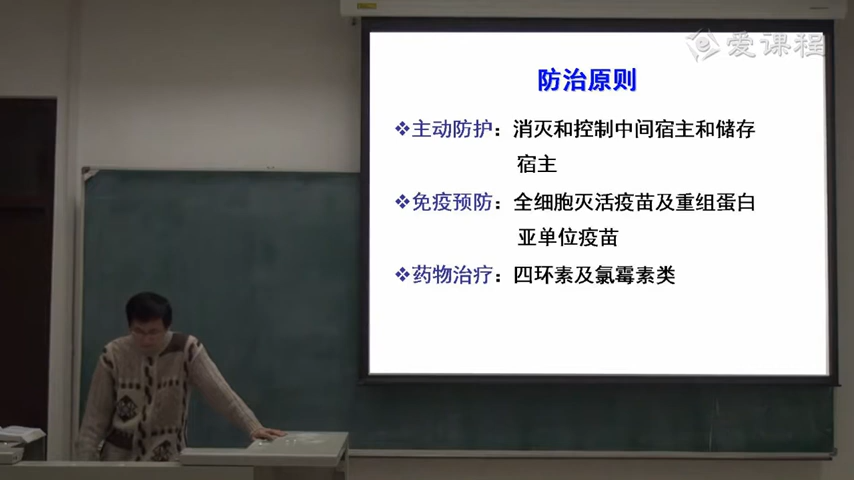 爱课程
防治原则
❖主动防护：消灭和控制中间宿主和储存
宿主
❖免疫预防：全细胞灭活疫苗及重组蛋白
亚单位疫苗
❖药物治疗：四环素及氯霉素类